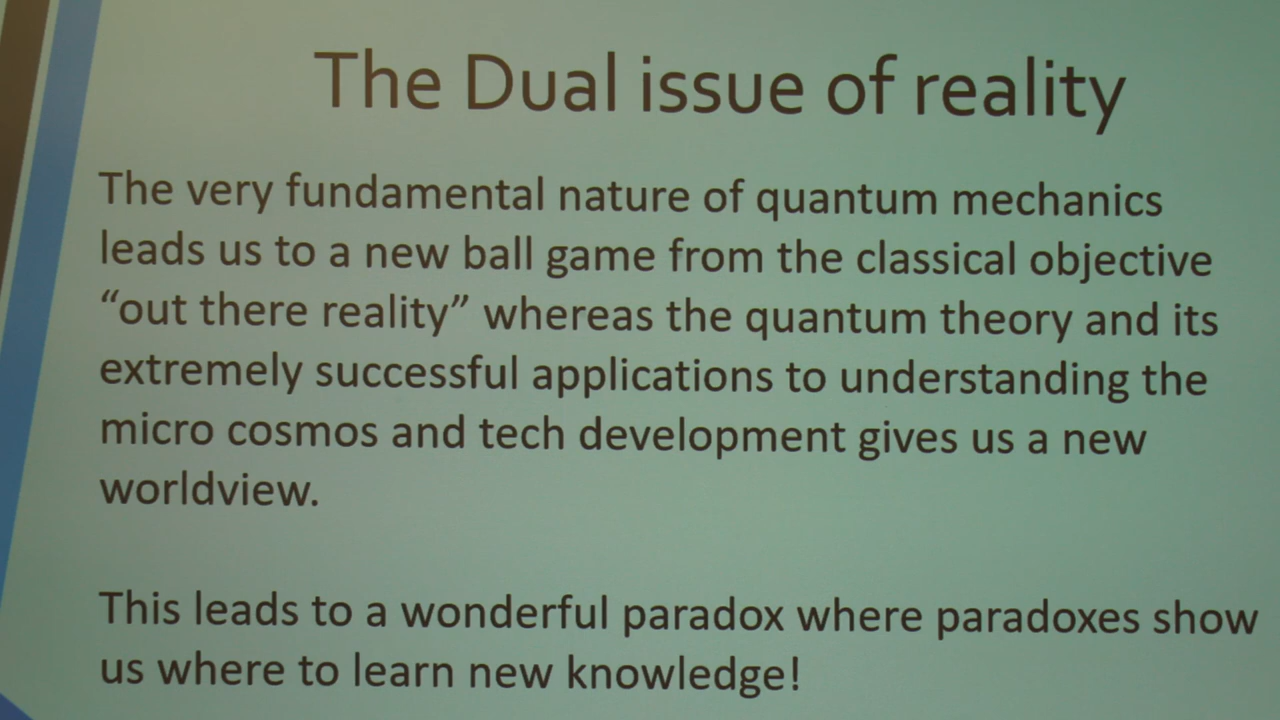 The Dual issue of reality
The very fundamental nature of quantum mechanics
leads us to a new ball game from the classical objective
“out there reality” whereas the quantum theory and its
extremely successful applications to understanding the
micro cosmos and tech development gives us a new
worldview.
This leads to a wonderful paradox where paradoxes show
us where to learn new knowledge!